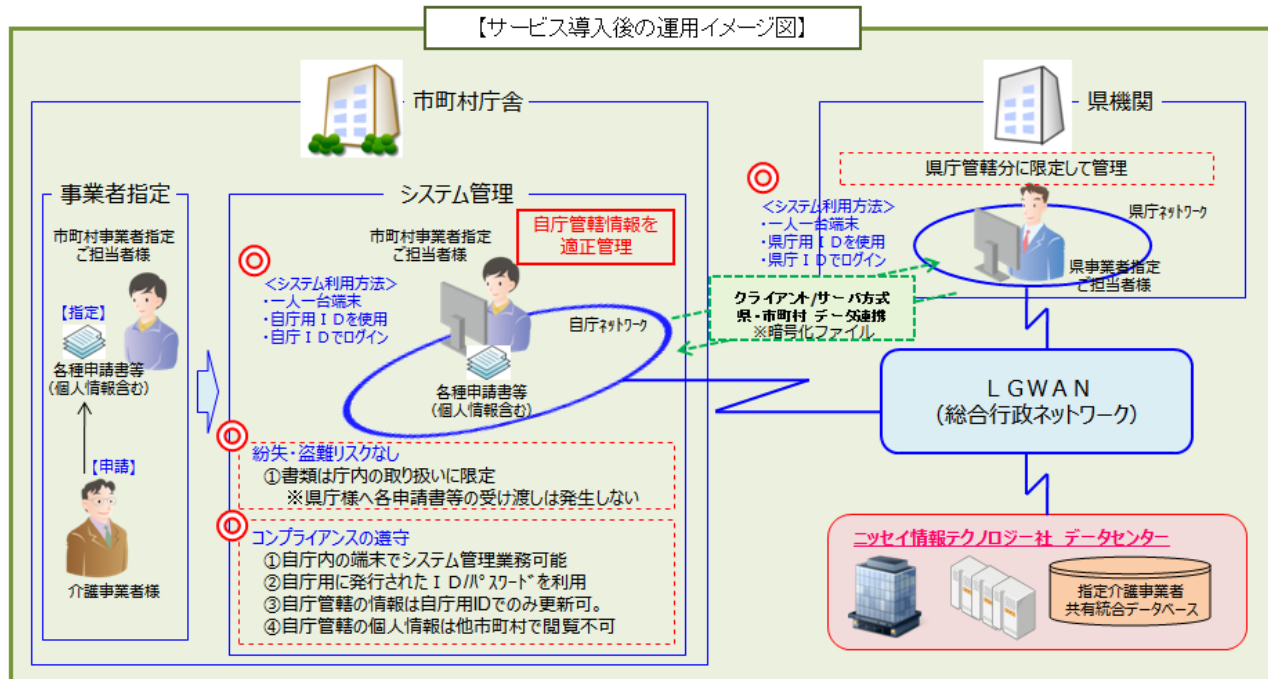 【サービス導入後の運用イメージ図】
市町村庁舎
事業者指定
市町村事業者指定
ご担当者様
【指定】
各種申請書等
(個人情報含む)
【申請】
介護事業者様
システム管理
市町村事業者指定
ご担当者様
自庁管轄情報を
適正管理
◎
<システム利用方法>
・一人一台端末
・自庁用IDを使用
・自庁IDでログイン
自庁ネットワーク
各種申請書等
(個人情報含む)
◎
紛失・盗難リスクなし
①書類は庁内の取り扱いに限定
※県庁様へ各申請書等の受け渡しは発生しない
◎
コンプライアンスの遵守
①自庁内の端末でシステム管理業務可能
②自庁用に発行されたID/パスワードを利用
③自庁管轄の情報は自庁用IDでのみ更新可。
④自庁管轄の個人情報は他市町村で閲覧不可
県機関
県庁管轄分に限定して管理
◎
<システム利用方法>
・一人一台端末
・県庁用IDを使用
・県庁IDでログイン
県庁ネットワーク
県事業者指定
ご担当者様
クライアント/サーバ方式
県・市町村 データ連携
※暗号化ファイル
LGWAN
(総合行政ネットワーク)
ニッセイ情報テクノロジー社 データセンター
指定介護事業者
共有統合データベース